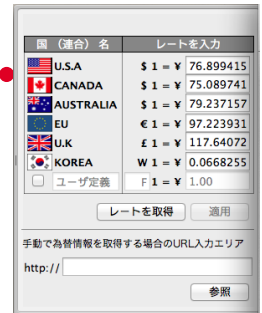 国 （連合） 名 レートを入力
U.S.A $ 1 = ¥ 76.899415
CANADA $ 1 = ¥ 75.089741
AUSTRALIA $ 1 = ¥ 79.237157
EU € 1 = ¥ 97.223931
U.K £ 1 = ¥ 117.64072
KOREA W 1 = ¥ 0.0668255
ユーザ定義 F 1 = ¥ 1.00
レートを取得 適用
手動で為替情報を取得する場合のURL入力エリア
http://
参照